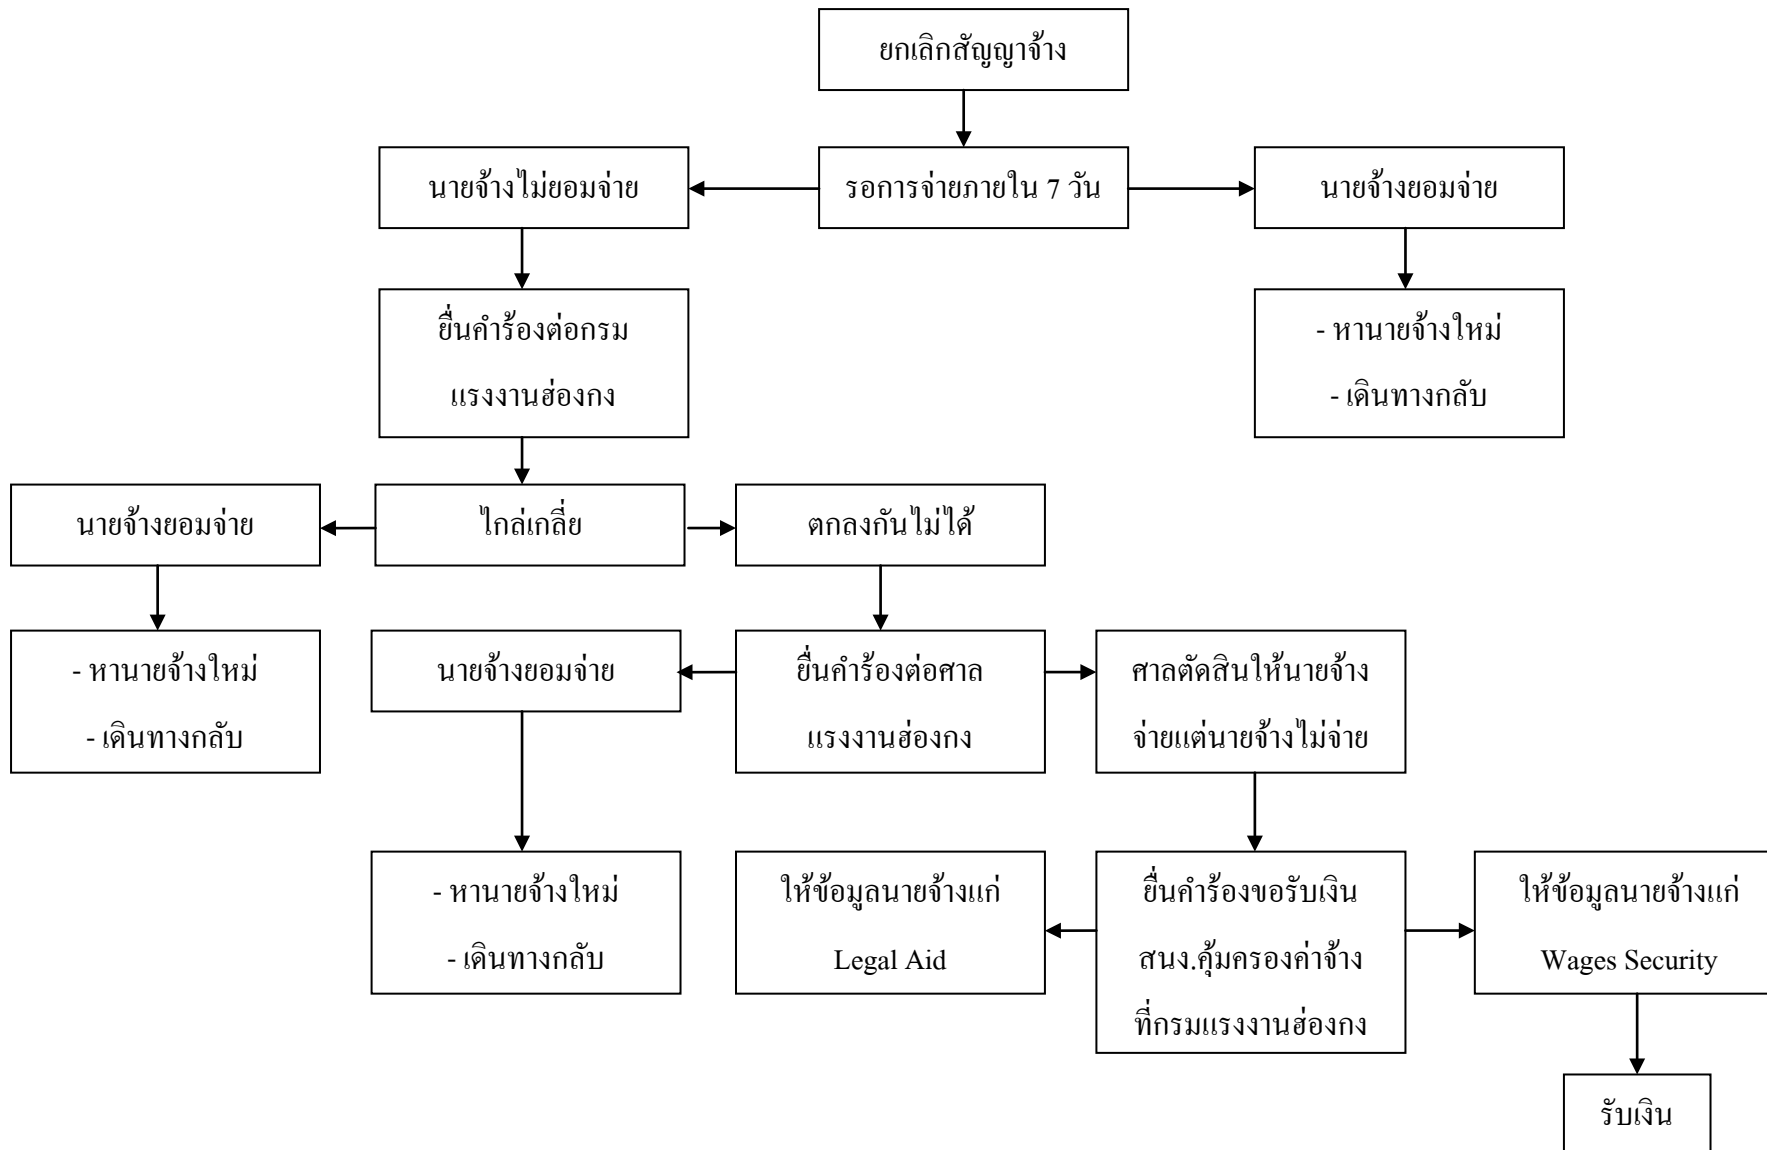 ยกเลิกสัญญาจ้าง
นายจ้างไม่ยอมจ่าย
รอการจ่ายภายใน 7 วัน
นายจ้างยอมจ่าย
ยื่นคำร้องต่อกรม
แรงงานฮ่องกง
- หานายจ้างใหม่
- เดินทางกลับ
นายจ้างยอมจ่าย
ไกล่เกลี่ย
ตกลงกันไม่ได้
- หานายจ้างใหม่
- เดินทางกลับ
นายจ้างยอมจ่าย
ยื่นคำร้องต่อศาล
แรงงานฮ่องกง
ศาลตัดสินให้นายจ้าง
จ่ายแต่นายจ้างไม่จ่าย
- หานายจ้างใหม่
- เดินทางกลับ
ให้ข้อมูลนายจ้างแก่
Legal Aid
ยื่นคำร้องขอรับเงิน
สนง.คุ้มครองค่าจ้าง
ที่กรมแรงงานฮ่องกง
ให้ข้อมูลนายจ้างแก่
Wages Security
รับเงิน